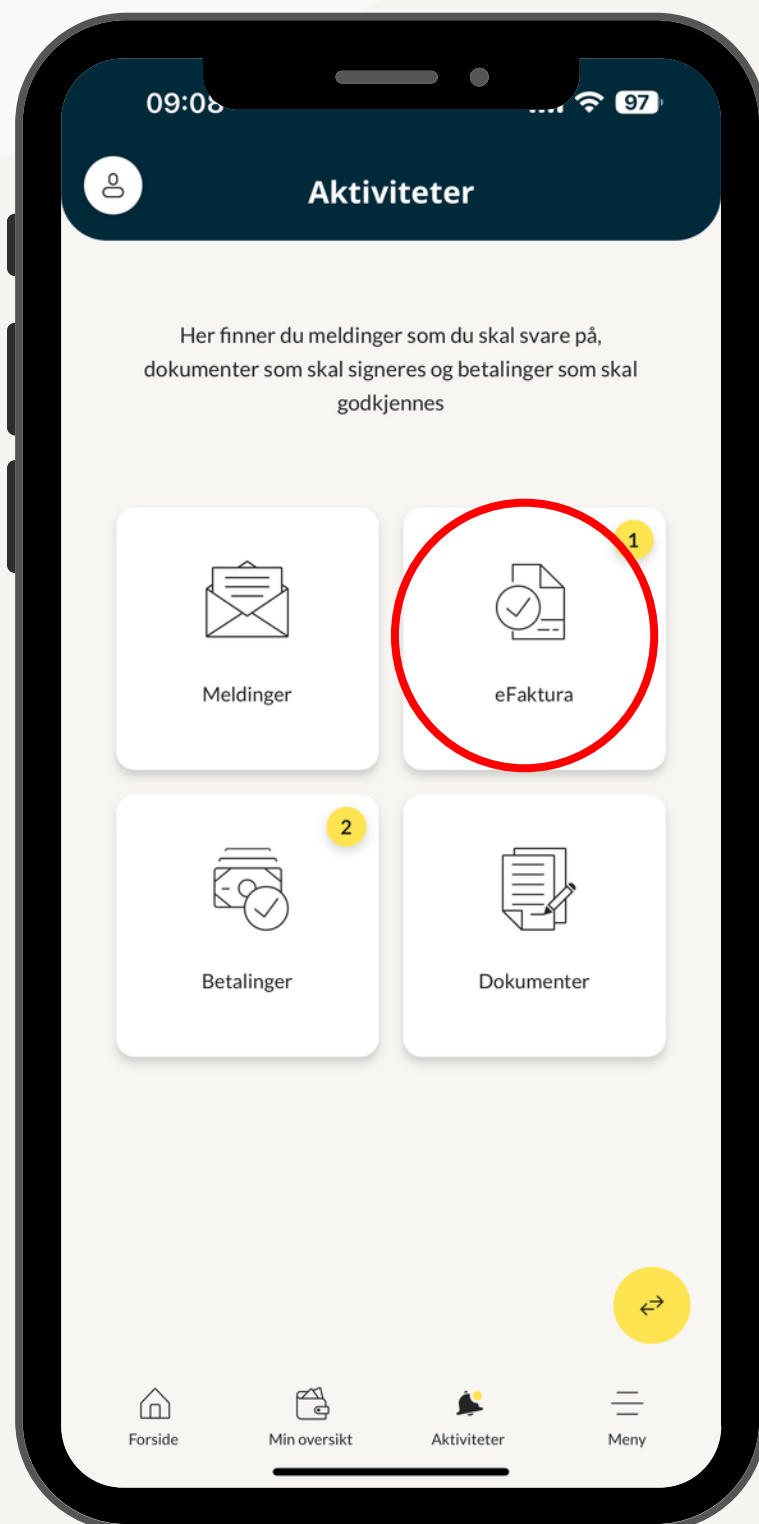 09:08
97
Aktiviteter
Her finner du meldinger som du skal svare på,
dokumenter som skal signeres og betalinger som skal
godkjennes
1
Meldinger
eFaktura
2
Betalinger
Dokumenter
Forside
Min oversikt
Aktiviteter
Meny